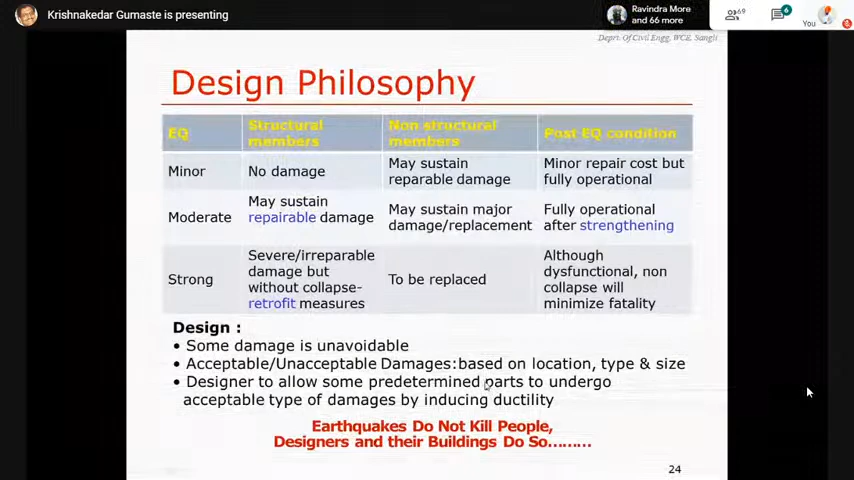 Krishnakedar Gumaste is presenting
Ravindra More
and 66 more
69
6
You
Deprt. Of Civil Engg. WCE, Sangli
Design Philosophy
EQ
Structural
members
Non structural
members
Post EQ condition
Minor
No damage
May sustain
reparable damage
Minor repair cost but
fully operational
Moderate
May sustain
repairable damage
May sustain major
damage/replacement
Fully operational
after strengthening
Strong
Severe/irreparable
damage but
without collapse-
retrofit measures
To be replaced
Although
dysfunctional, non
collapse will
minimize fatality
Design :
• Some damage is unavoidable
• Acceptable/Unacceptable Damages:based on location, type & size
• Designer to allow some predetermined parts to undergo
acceptable type of damages by inducing ductility
Earthquakes Do Not Kill People,
Designers and their Buildings Do So.........
24